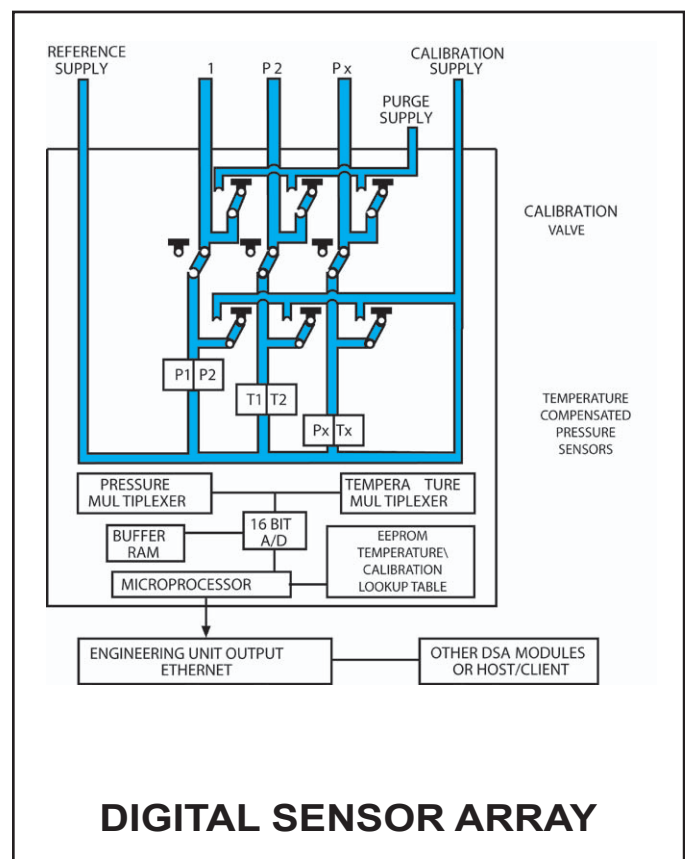 REFERENCE
SUPPLY
1
P 2
P x
CALIBRATION
SUPPLY
PURGE
SUPPLY
CALIBRATION
VALVE
P1 P2
T1 T2
Px Tx
TEMPERATURE
COMPENSATED
PRESSURE
SENSORS
PRESSURE
MUL TIPLEXER
TEMPERA TURE
MUL TIPLEXER
16 BIT
A/D
BUFFER
RAM
EEPROM
TEMPERATURE\
CALIBRATION
LOOKUP TABLE
MICROPROCESSOR
ENGINEERING UNIT OUTPUT
ETHERNET
OTHER DSA MODULES
OR HOST/CLIENT
DIGITAL SENSOR ARRAY